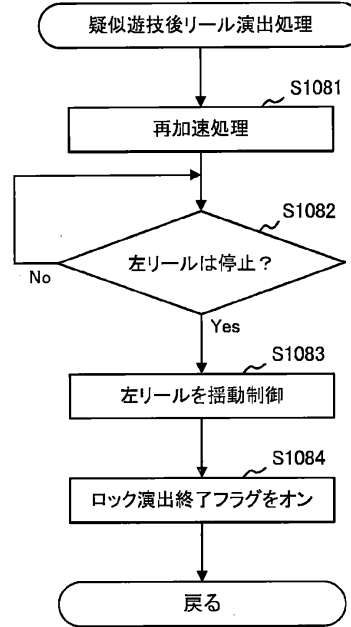 疑似遊技後リール演出処理
S1081
再加速処理
S1082
左リールは停止？
No
Yes
S1083
左リールを揺動制御
S1084
ロック演出終了フラグをオン
戻る